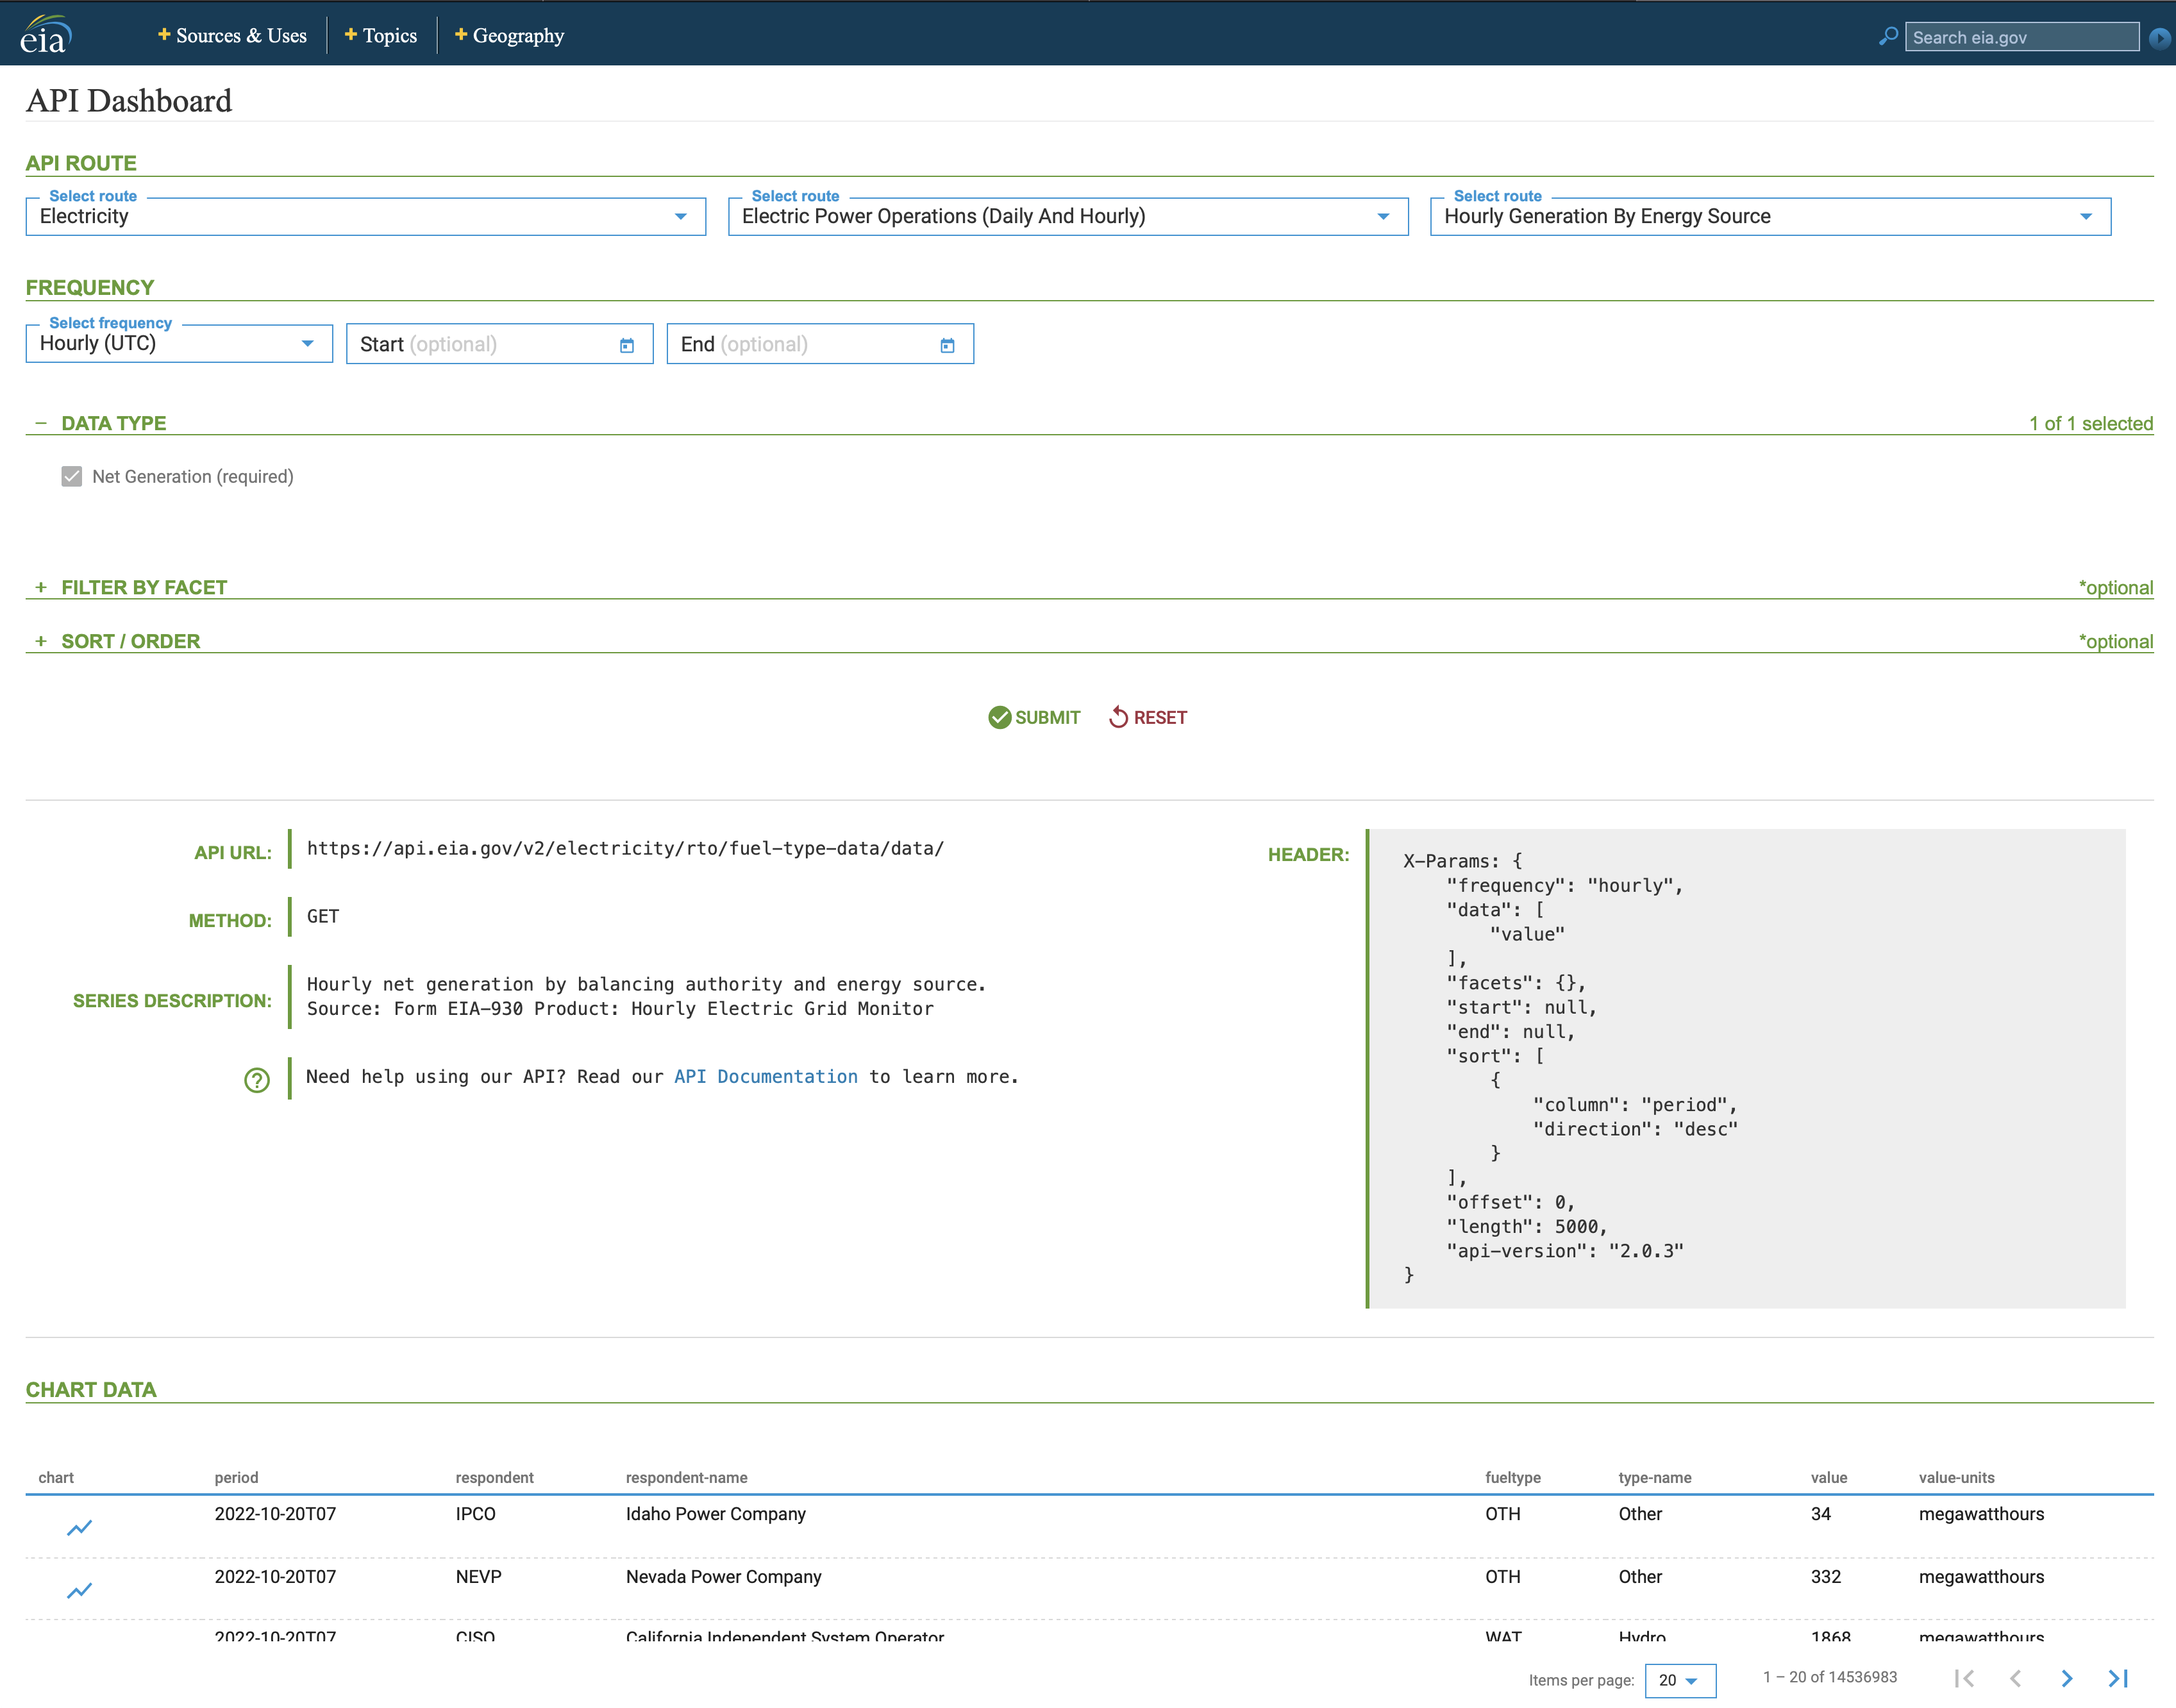 eia
+ Sources & Uses
+ Topics
+ Geography
Search eia.gov
API Dashboard
API ROUTE
Select route
Electricity
Select route
Electric Power Operations (Daily And Hourly)
Select route
Hourly Generation By Energy Source
FREQUENCY
Select frequency
Hourly (UTC)
Start (optional)
End (optional)
− DATA TYPE
1 of 1 selected
Net Generation (required)
+ FILTER BY FACET
*optional
+ SORT / ORDER
*optional
SUBMIT
RESET
API URL:
https://api.eia.gov/v2/electricity/rto/fuel-type-data/data/
METHOD:
GET
SERIES DESCRIPTION:
Hourly net generation by balancing authority and energy source.
Source: Form EIA-930 Product: Hourly Electric Grid Monitor
? Need help using our API? Read our API Documentation to learn more.
HEADER:
X-Params: {
    "frequency": "hourly",
    "data": [
        "value"
    ],
    "facets": {},
    "start": null,
    "end": null,
    "sort": [
        {
            "column": "period",
            "direction": "desc"
        }
    ],
    "offset": 0,
    "length": 5000,
    "api-version": "2.0.3"
}
CHART DATA
chart period respondent respondent-name fueltype type-name value value-units
2022-10-20T07 IPCO Idaho Power Company OTH Other 34 megawatthours
2022-10-20T07 NEVP Nevada Power Company OTH Other 332 megawatthours
2022-10-20T07 CISO California Independent System Operator WAT Hydro 1868 megawatthours
Items per page: 20 1 – 20 of 14536983